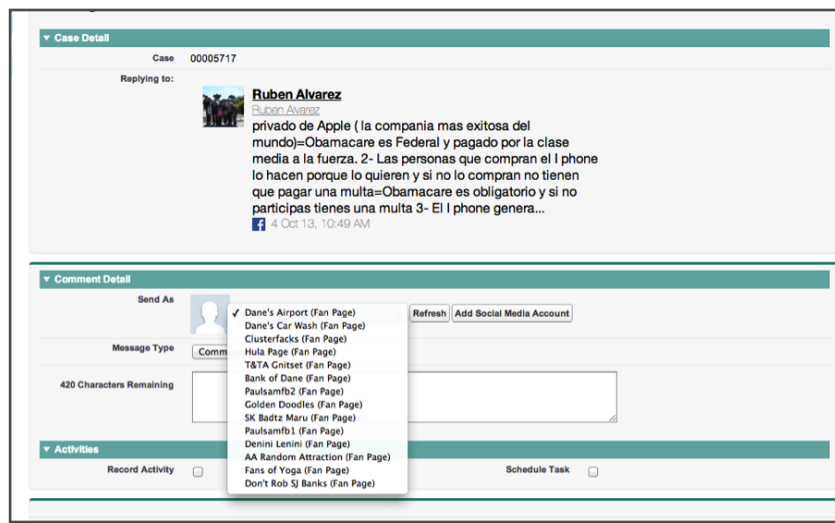 ▼ Case Detail
Case 00005717
Replying to:
Ruben Alvarez
Ruben Alvarez
privado de Apple ( la compania mas exitosa del
mundo)=Obamacare es Federal y pagado por la clase
media a la fuerza. 2- Las personas que compran el I phone
lo hacen porque lo quieren y si no lo compran no tienen
que pagar una multa=Obamacare es obligatorio y si no
participas tienes una multa 3- El I phone genera...
f 4 Oct 13, 10:49 AM
▼ Comment Detail
Send As
✓ Dane's Airport (Fan Page)
Refresh
Add Social Media Account
Dane's Car Wash (Fan Page)
Clusterfacks (Fan Page)
Message Type
Comm
Hula Page (Fan Page)
T&TA Gnitset (Fan Page)
Bank of Dane (Fan Page)
420 Characters Remaining
Paulsamfb2 (Fan Page)
Golden Doodles (Fan Page)
SK Badtz Maru (Fan Page)
Paulsamfb1 (Fan Page)
Denini Lenini (Fan Page)
▼ Activities
AA Random Attraction (Fan Page)
Record Activity
Fans of Yoga (Fan Page)
Schedule Task
Don't Rob SJ Banks (Fan Page)